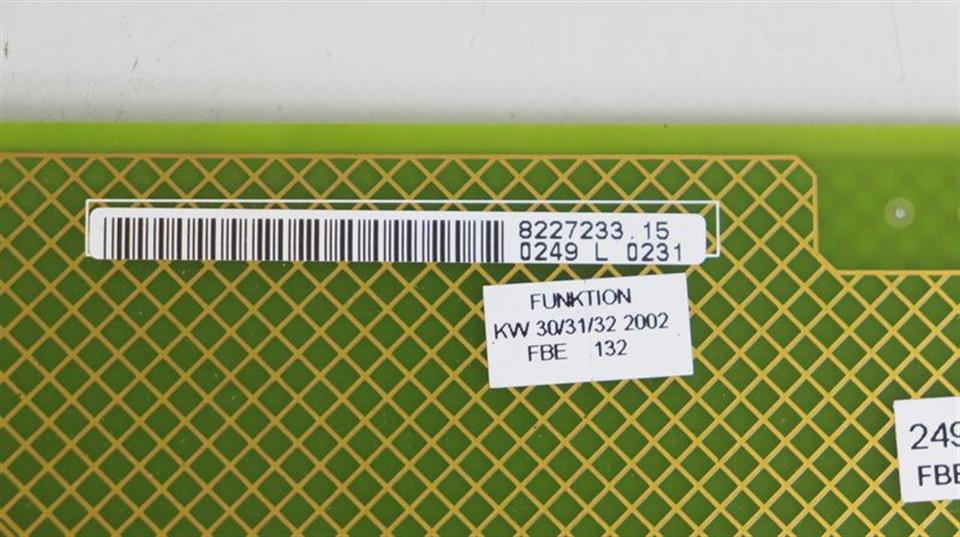 8227233.15
0249 L 0231
FUNKTION
KW 30/31/32 2002
FBE 132
249
FBE